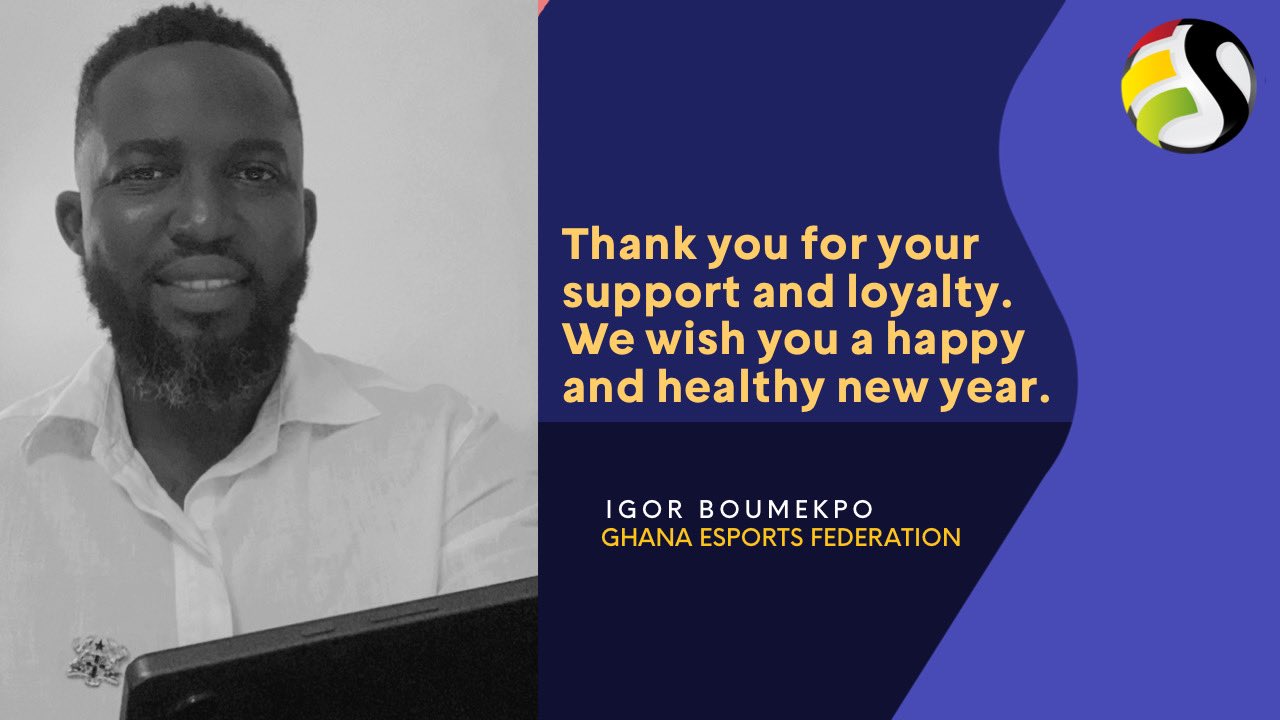 Thank you for your
support and loyalty.
We wish you a happy
and healthy new year.
IGOR BOUMEKPO
GHANA ESPORTS FEDERATION